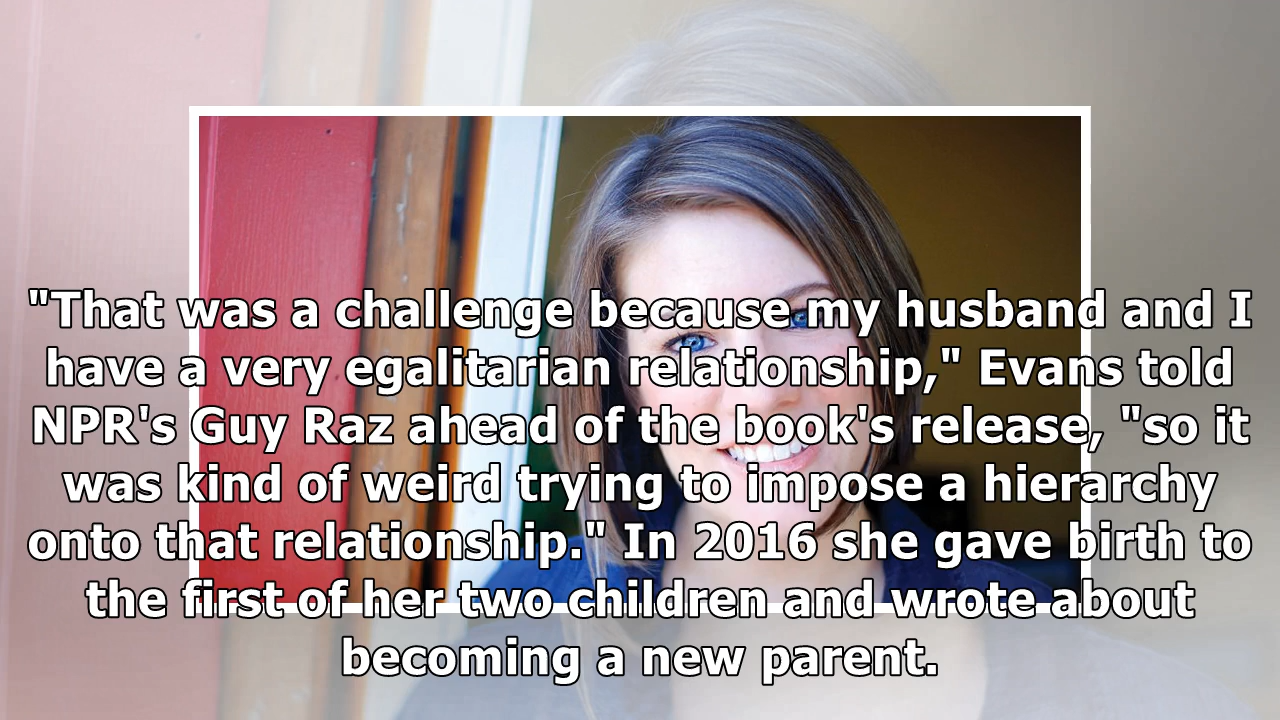 "That was a challenge because my husband and I
have a very egalitarian relationship," Evans told
NPR's Guy Raz ahead of the book's release, "so it
was kind of weird trying to impose a hierarchy
onto that relationship." In 2016 she gave birth to
the first of her two children and wrote about
becoming a new parent.